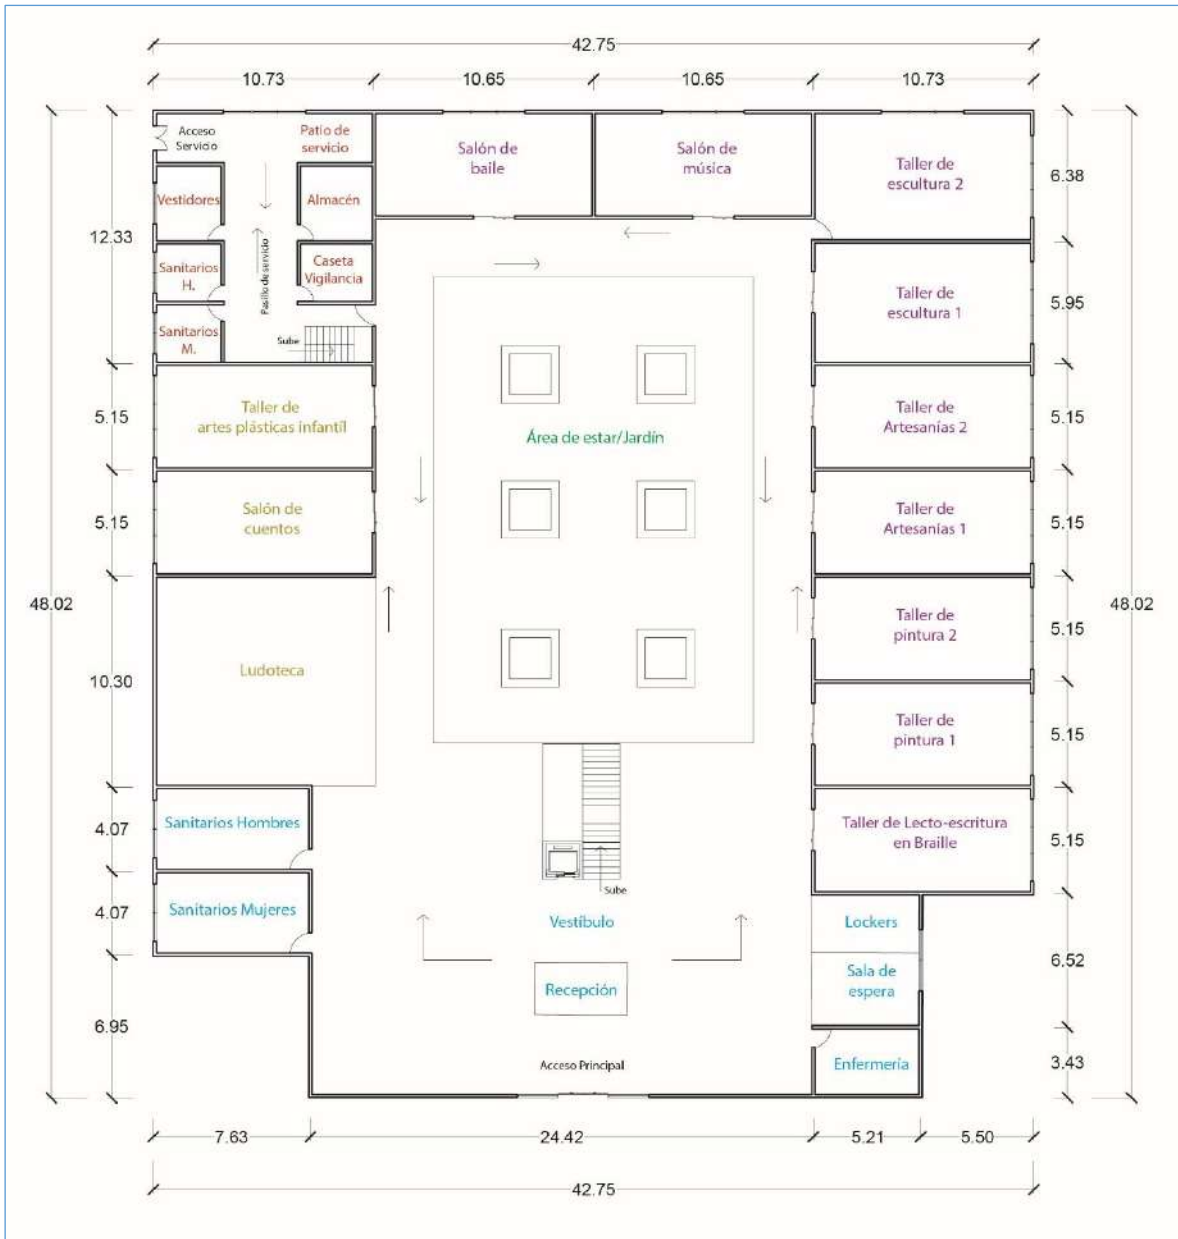 42.75
10.73
10.65
10.65
10.73
Acceso
Servicio
Patio de
servicio
Salón de
baile
Salón de
música
Taller de
escultura 2
6.38
Vestidores
Almacén
12.33
Pasillo de servicio
Sanitarios
H.
Caseta
Vigilancia
Taller de
escultura 1
5.95
Sanitarios
M.
Sube
5.15
Taller de
artes plásticas infantíl
Área de estar/Jardín
Taller de
Artesanías 2
5.15
5.15
Salón de
cuentos
Taller de
Artesanías 1
5.15
48.02
48.02
Taller de
pintura 2
5.15
10.30
Ludoteca
Taller de
pintura 1
5.15
4.07
Sanitarios Hombres
Taller de Lecto-escritura
en Braille
5.15
Sube
4.07
Sanitarios Mujeres
Vestíbulo
Lockers
6.52
Recepción
Sala de
espera
6.95
Acceso Principal
Enfermería
3.43
7.63
24.42
5.21
5.50
42.75